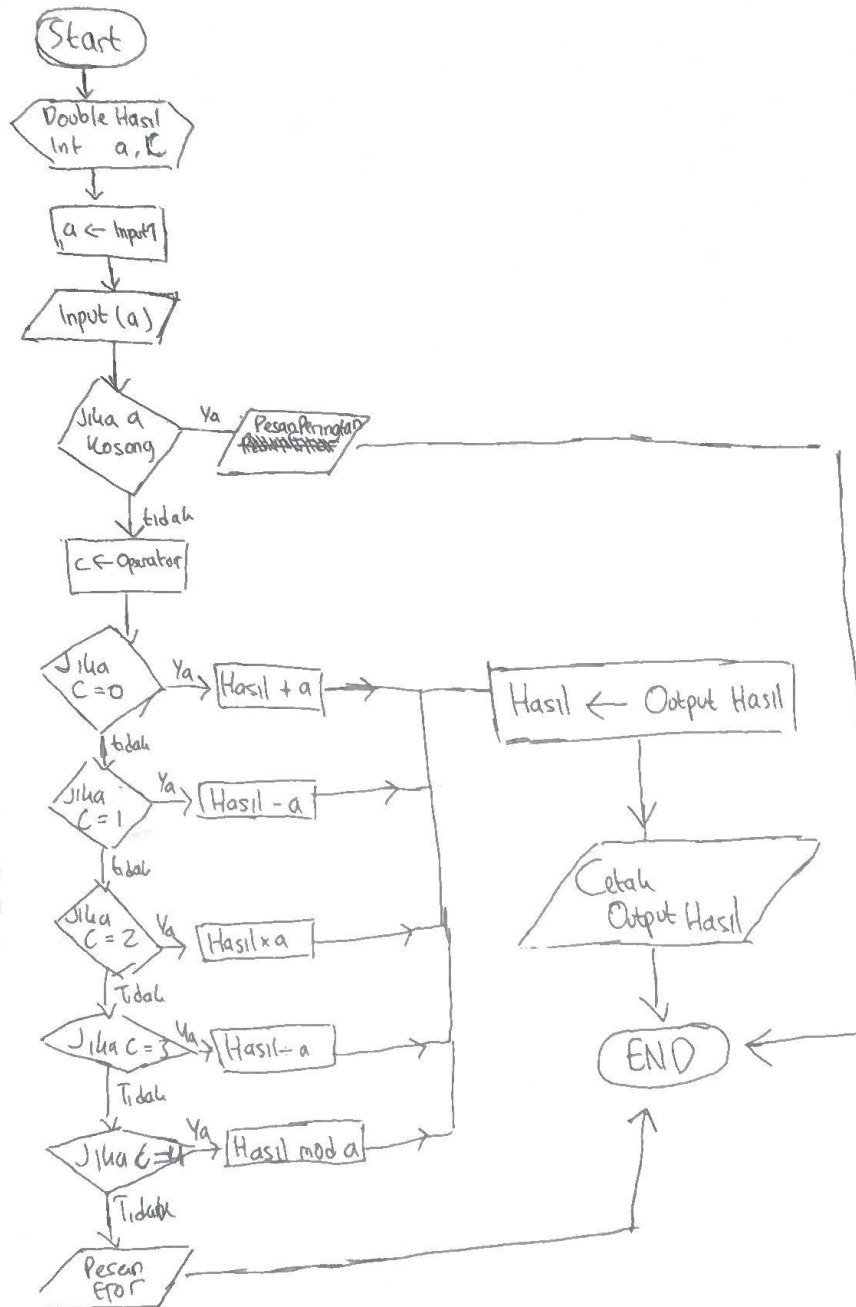 Start
Double Hasil
Int a, C
a ← Input1
Input (a)
Jika a
Kosong
Ya
Pesan Peringatan
tidak
C ← Operator
Jika
C=0
Ya
Hasil + a
Hasil ← Output Hasil
tidak
Jika
C=1
Ya
Hasil - a
tidak
Cetak
Output Hasil
Jika
C=2
Ya
Hasil × a
Tidak
Jika C=3
Ya
Hasil ÷ a
END
Tidak
Jika C=4
Ya
Hasil mod a
Tidak
Pesan
Eror